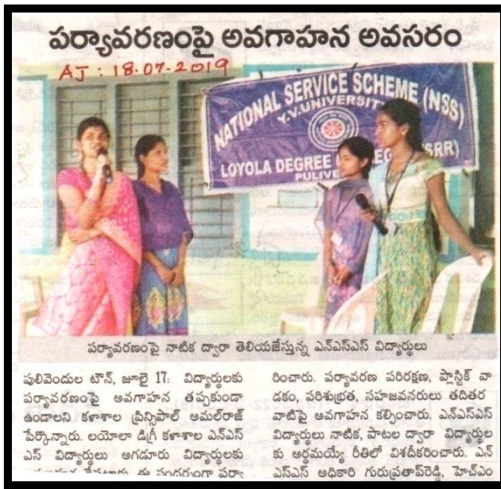 పర్యావరణంపై అవగాహన అవసరం
AJ : 18.07.2019
NATIONAL SERVICE SCHEME (NSS)
Y.V.UNIVERSITY
LOYOLA DEGREE SRR)
PULIVE
పర్యావరణంపై నాటిక ద్వారా తెలియజేస్తున్న ఎన్ఎస్ఎస్ విద్యార్థులు
పులివెందుల టౌన్, జూలై 17: విద్యార్థులకు
పర్యావరణంపై అవగాహన తప్పకుండా
ఉండాలని కళాశాల ప్రిన్సిపాల్ అమల్‌రాజ్
పేర్కొన్నారు. లయోలా డిగ్రీ కళాశాల ఎన్ఎస్
ఎస్ విద్యార్థులు అగడూరు విద్యార్థులకు
రించారు. పర్యావరణ పరిరక్షణ, ప్లాస్టిక్ వా
డకం, పరిశుభ్రత, సహజవనరులు తదితర
వాటిపై అవగాహన కల్పించారు. ఎన్ఎస్ఎస్
విద్యార్థులు నాటిక, పాటల ద్వారా విద్యార్థుల
కు అర్థమయ్యే రీతిలో విశదీకరించారు. ఎన్
ఎస్ఎస్ అధికారి గురుప్రతాప్‌రెడ్డి, హెచ్ఎం